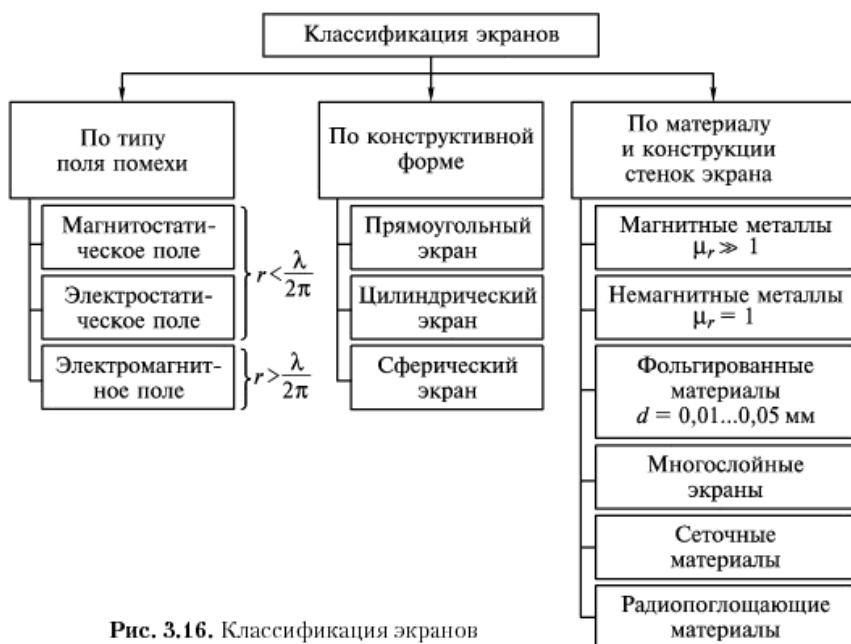 Классификация экранов
По типу
поля помехи
Магнитостати-
ческое поле
Электростати-
ческое поле
r < λ/2π
Электромагнит-
ное поле
r > λ/2π
По конструктивной
форме
Прямоугольный
экран
Цилиндрический
экран
Сферический
экран
По материалу
и конструкции
стенок экрана
Магнитные металлы
μr ≫ 1
Немагнитные металлы
μr = 1
Фольгированные
материалы
d = 0,01...0,05 мм
Многослойные
экраны
Сеточные
материалы
Радиопоглощающие
материалы
Рис. 3.16. Классификация экранов